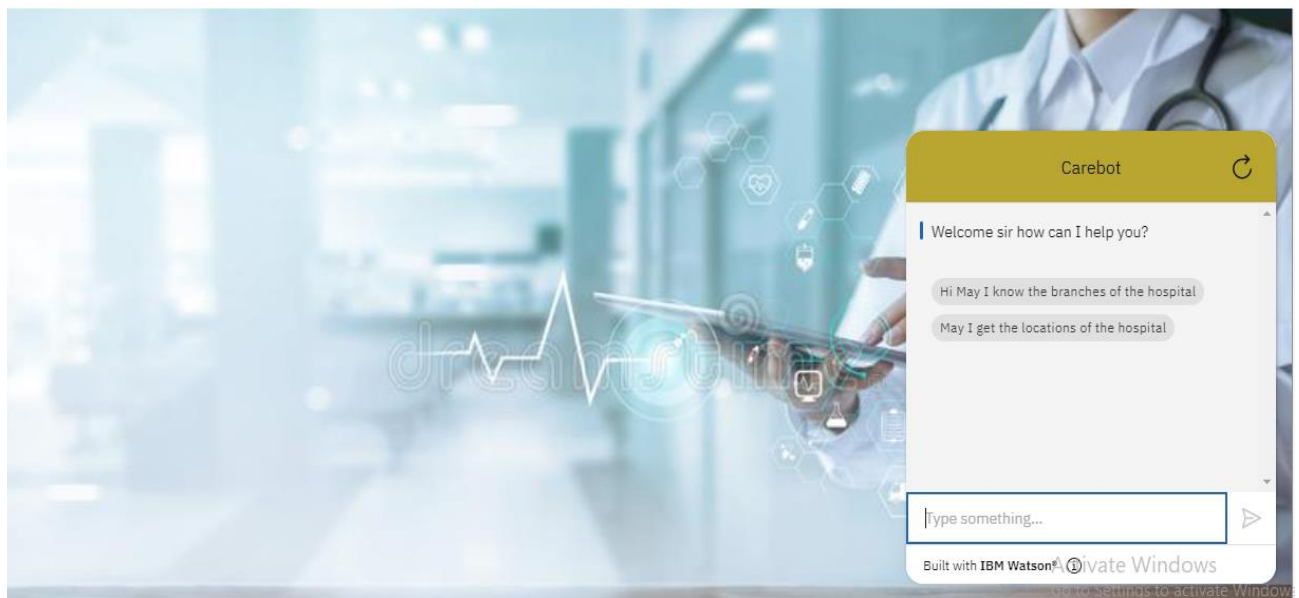 Carebot
Welcome sir how can I help you?
Hi May I know the branches of the hospital
May I get the locations of the hospital
dreamstime
Type something...
Built with IBM Watson®
Activate Windows
Go to Settings to activate Windows